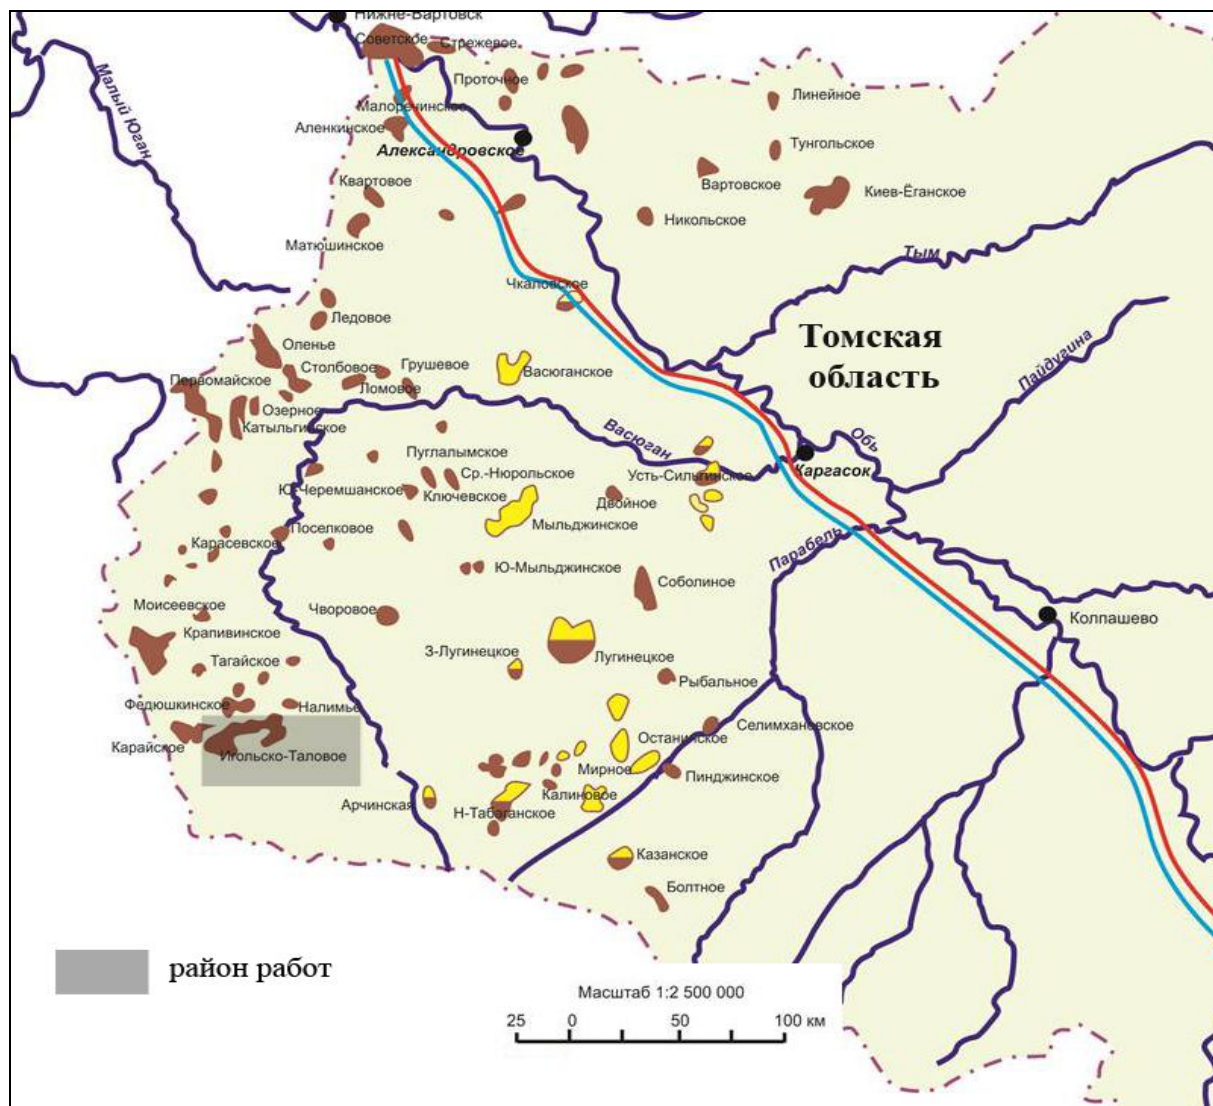 Нижне-Вартовск
Советское
Стрежевое
Малый Юган
Проточное
Малореченское
Линейное
Аленкинское
Александровское
Тунгольское
Квартовое
Вартовское
Киев-Ёганское
Никольское
Матюшинское
Тым
Чкаловское
Ледовое
Томская
область
Оленье
Столбовое
Грушевое
Васюганское
Пайдугина
Первомайское
Ломовое
Озерное
Катыльгинское
Васюган
Обь
Пуглалымское
Ср.-Нюрольское
Усть-Сильгинское
Каргасок
Ю-Черемшанское
Ключевское
Двойное
Поселковое
Мыльджинское
Карасевское
Парабель
Ю-Мыльджинское
Соболиное
Моисеевское
Чворовое
Колпашево
Крапивинское
З-Лугинецкое
Лугинецкое
Тагайское
Рыбальное
Федюшкинское
Налимье
Селимхановское
Карайское
Останинское
Игольско-Таловое
Мирное
Пинджинское
Калиновое
Арчинская
Н-Табаганское
Казанское
Болтное
район работ
Масштаб 1:2 500 000
25 0 50 100 км